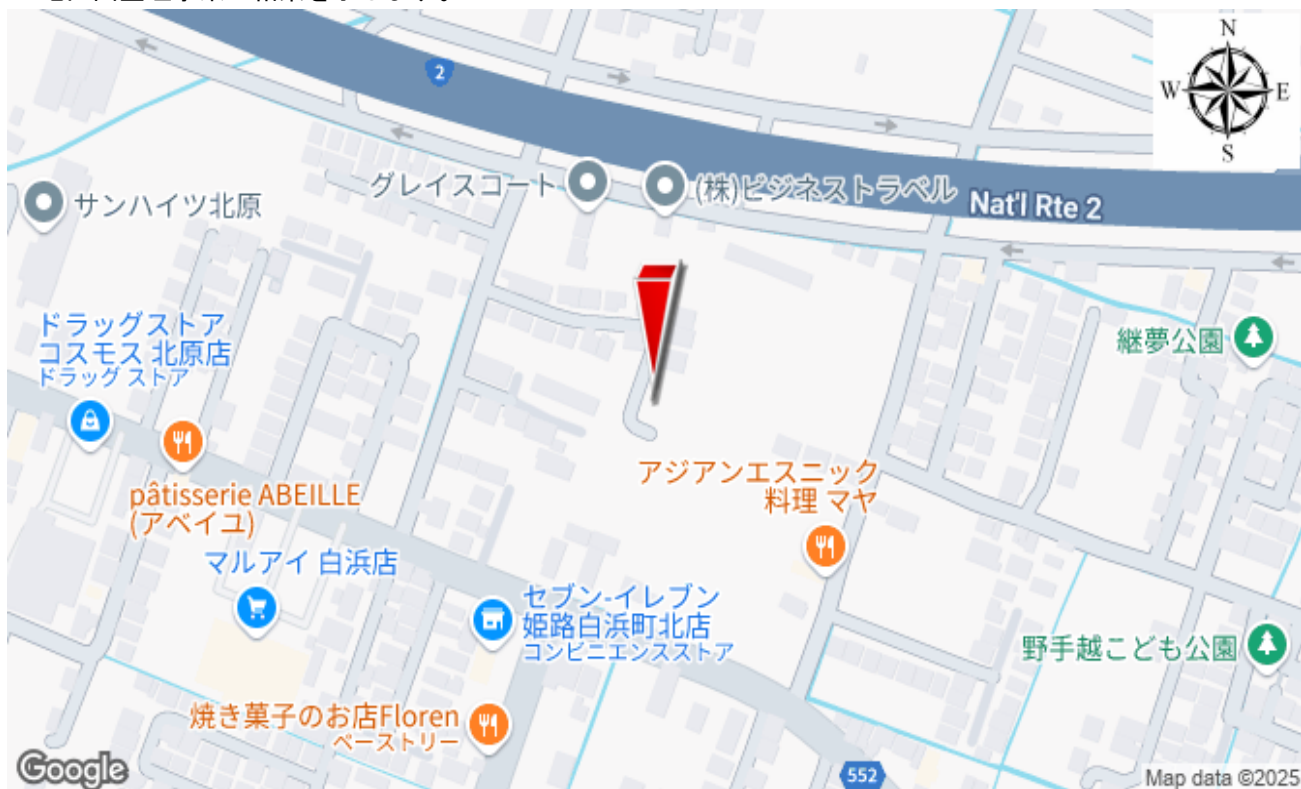 N
W E
S
2
グレイスコート
(株)ビジネストラベル
Nat'l Rte 2
サンハイツ北原
ドラッグストア
コスモス 北原店
ドラッグ ストア
継夢公園
pâtisserie ABEILLE
(アベイユ)
アジアンエスニック
料理 マヤ
マルアイ 白浜店
セブン-イレブン
姫路白浜町北店
コンビニエンスストア
野手越こども公園
焼き菓子のお店Floren
ペーストリー
552
Google
Map data ©2025